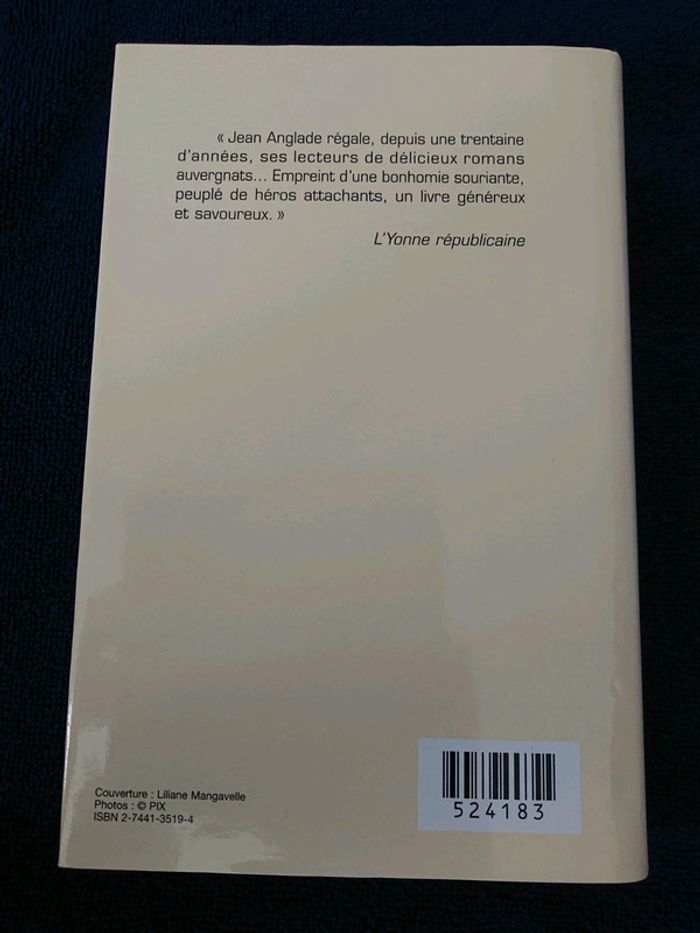 « Jean Anglade régale, depuis une trentaine
d'années, ses lecteurs de délicieux romans
auvergnats... Empreint d'une bonhomie souriante,
peuplé de héros attachants, un livre généreux
et savoureux. »
L'Yonne républicaine
Couverture : Liliane Mangavelle
Photos : © PIX
ISBN 2-7441-3519-4
524183